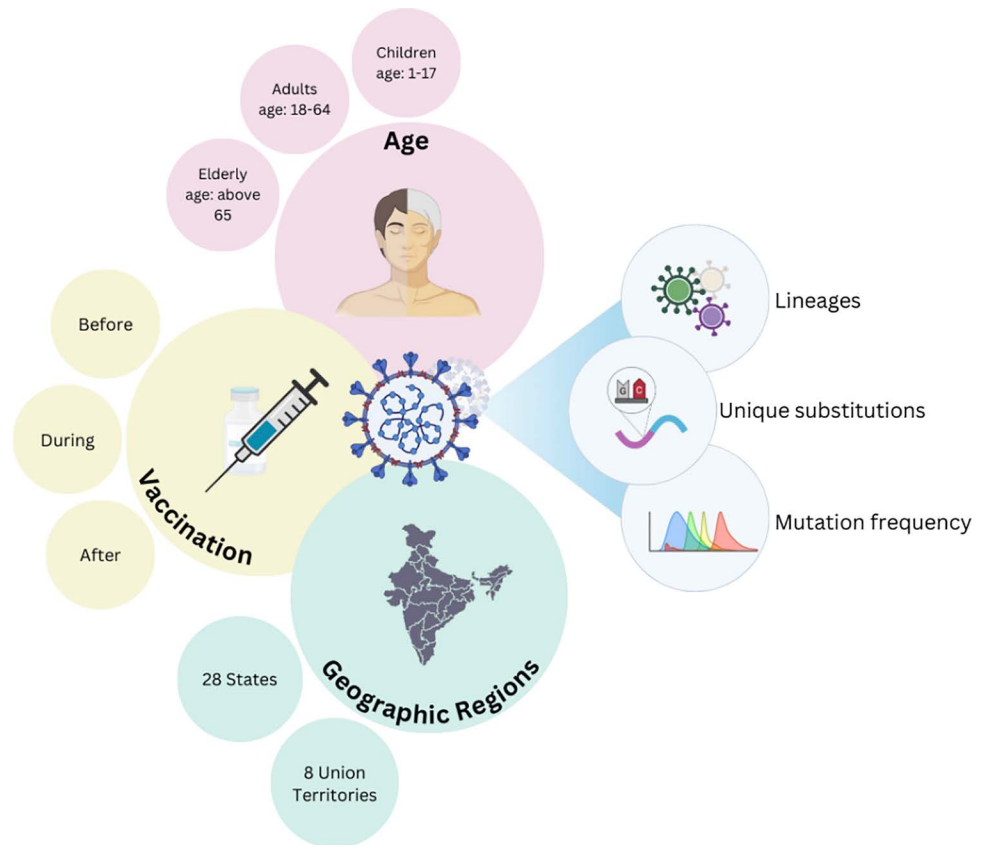 Children
age: 1-17
Adults
age: 18-64
Age
Elderly
age: above
65
Lineages
Before
G C
Unique substitutions
During
Vaccination
Mutation frequency
After
28 States
Geographic Regions
8 Union
Territories